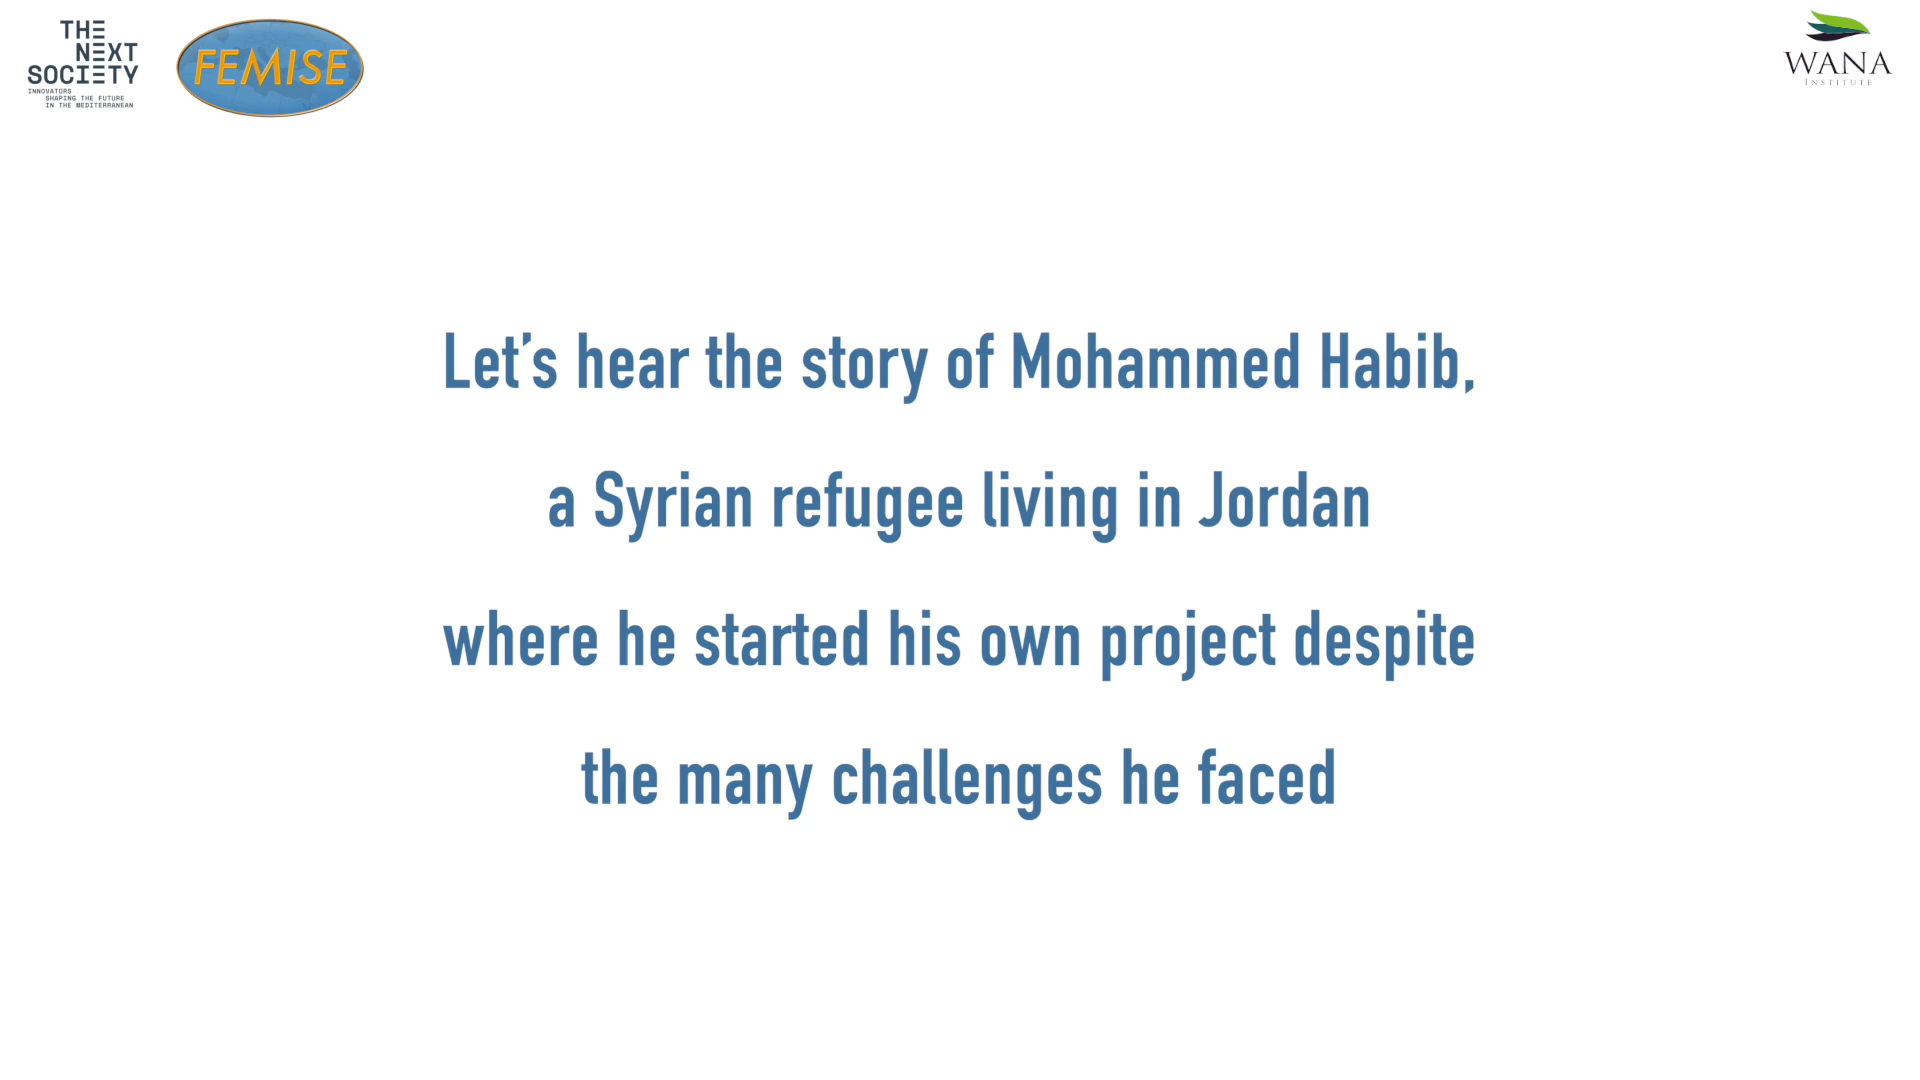 THE
NEXT
SOCIETY
INNOVATORS
SHAPING THE FUTURE
IN THE MEDITERRANEAN
FEMISE
WANA
INSTITUTE
Let’s hear the story of Mohammed Habib,
a Syrian refugee living in Jordan
where he started his own project despite
the many challenges he faced